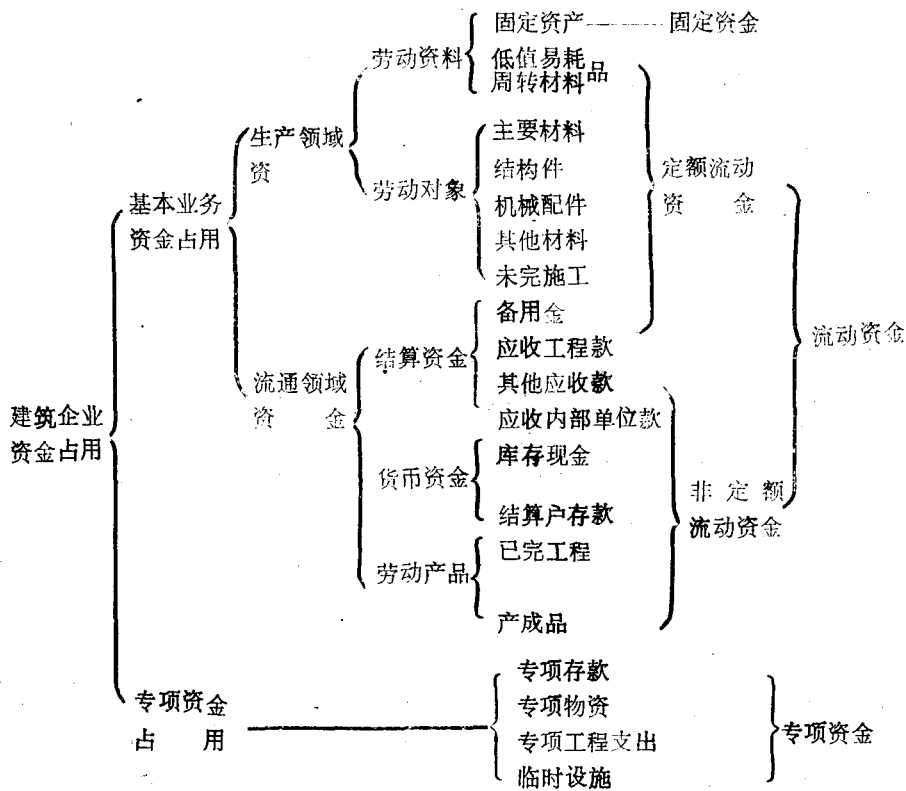 固定资产 固定资金
劳动资料
低值易耗品
周转材料
生产领域
资
主要材料
结构件
劳动对象
机械配件
其他材料
未完施工
定额流动
资金
基本业务
资金占用
备用金
结算资金
应收工程款
其他应收款
应收内部单位款
流动资金
流通领域
资金
建筑企业
资金占用
货币资金
库存现金
结算户存款
非定额
流动资金
劳动产品
已完工程
产成品
专项资金
占用
专项存款
专项物资
专项工程支出
临时设施
专项资金